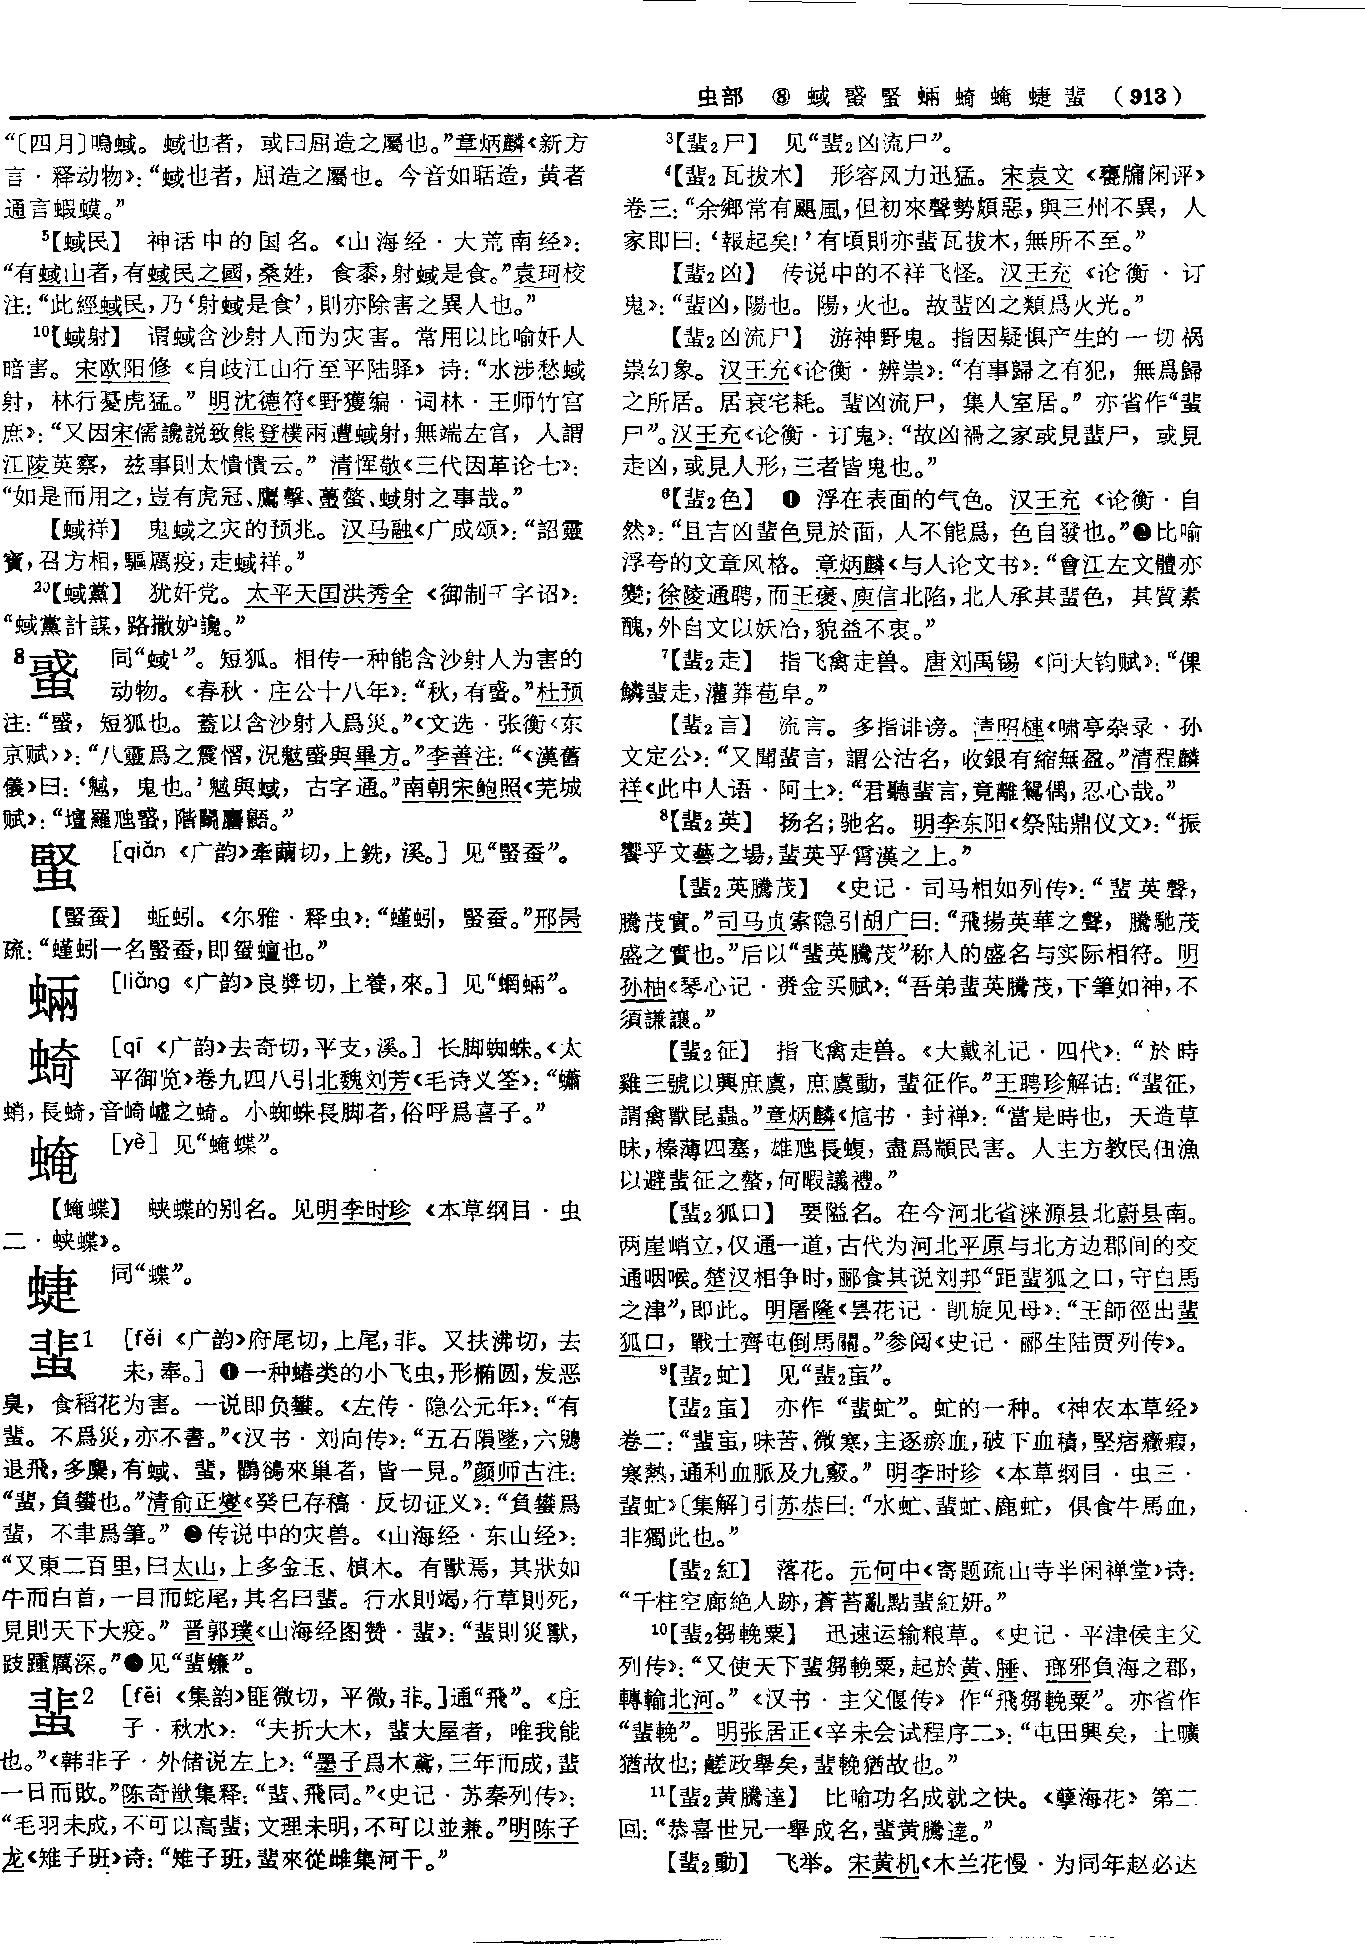 虫部 ⑧ 蜮 蜑 蜸 蜽 ⾍奇 ⾍奄 蜨 蜚 （913）
“〔四月〕鳴蜮。蜮也者，或曰屈造之屬也。”章炳麟《新方
言·释动物》：“蜮也者，屈造之屬也。今音如聒造，黄者
通言蝦蟆。”
⁵【蜮民】 神话中的国名。《山海经·大荒南经》：
“有蜮山者，有蜮民之國，桑姓，食黍，射蜮是食。”袁珂校
注：“此經蜮民，乃‘射蜮是食’，則亦除害之異人也。”
¹⁰【蜮射】 谓蜮含沙射人而为灾害。常用以比喻奸人
暗害。宋欧阳修《自歧江山行至平陆驿》诗：“水涉愁蜮
射，林行憂虎猛。”明沈德符《野獲编·词林·王师竹宫
庶》：“又因宋儒讒説致熊登樸兩遭蜮射，無端左官，人謂
江陵英察，兹事則太憒憒云。”清恽敬《三代因革论七》：
“如是而用之，豈有虎冠、鷹擊、蠆螫、蜮射之事哉。”
【蜮祥】 鬼蜮之灾的预兆。汉马融《广成颂》：“詔靈
寶，召方相，驅厲疫，走蜮祥。”
²⁰【蜮黨】 犹奸党。太平天囯洪秀全《御制千字诏》：
“蜮黨計謀，路撒妒讒。”
8 𧌒 同“蜮¹”。短狐。相传一种能含沙射人为害的
动物。《春秋·庄公十八年》：“秋，有𧌒。”杜预
注：“𧌒，短狐也。蓋以含沙射人爲災。”《文选·张衡〈东
京赋〉》：“八靈爲之震慴，況鬾𧌒與畢方。”李善注：“《漢舊
儀》曰：‘魊，鬼也。’魊與蜮，古字通。”南朝宋鲍照《芜城
赋》：“壇羅虺𧌒，階鬭麏鼯。”
蜸 ［qiǎn《广韵》牽繭切，上銑，溪。］见“蜸蚕”。
【蜸蚕】 蚯蚓。《尔雅·释虫》：“螼蚓，蜸蚕。”邢昺
疏：“螼蚓一名蜸蚕，即䖤蟺也。”
蜽 ［liǎng《广韵》良獎切，上養，來。］见“蝄蜽”。
𧌊 ［qī《广韵》去奇切，平支，溪。］长脚蜘蛛。《太
平御览》卷九四八引北魏刘芳《毛诗义筌》：“蠨
蛸，長𧌊，音崎嶇之𧌊。小蜘蛛長脚者，俗呼爲喜子。”
𧌄 ［yè］见“𧌄蝶”。
【𧌄蝶】 蛱蝶的别名。见明李时珍《本草纲目·虫
二·蛱蝶》。
蜨 同“蝶”。
蜚1 ［fěi《广韵》府尾切，上尾，非。又扶沸切，去
未，奉。］❶一种蝽类的小飞虫，形椭圆，发恶
臭，食稻花为害。一说即负蠜。《左传·隐公元年》：“有
蜚。不爲災，亦不書。”《汉书·刘向传》：“五石隕墜，六鶂
退飛，多麋，有蜮、蜚，鸜鵒來巢者，皆一見。”颜师古注：
“蜚，負蠜也。”清俞正燮《癸巳存稿·反切证义》：“負蠜爲
蜚，不聿爲筆。”❷传说中的灾兽。《山海经·东山经》：
“又東二百里，曰太山，上多金玉、楨木。有獸焉，其狀如
牛而白首，一目而蛇尾，其名曰蜚。行水則竭，行草則死，
見則天下大疫。”晋郭璞《山海经图赞·蜚》：“蜚則災獸，
跂踵厲深。”❸见“蜚蠊”。
蜚2 ［fēi《集韵》匪微切，平微，非。］通“飛”。《庄
子·秋水》：“夫折大木，蜚大屋者，唯我能
也。”《韩非子·外储说左上》：“墨子爲木鳶，三年而成，蜚
一日而敗。”陈奇猷集释：“蜚、飛同。”《史记·苏秦列传》：
“毛羽未成，不可以高蜚；文理未明，不可以並兼。”明陈子
龙《雉子班》诗：“雉子班，蜚來從雌集河干。”
³【蜚₂尸】 见“蜚₂凶流尸”。
⁴【蜚₂瓦拔木】 形容风力迅猛。宋袁文《甕牖闲评》
卷三：“余鄉常有颶風，但初來聲勢頗惡，與三州不異，人
家即曰：‘報起矣！’有頃則亦蜚瓦拔木，無所不至。”
【蜚₂凶】 传说中的不祥飞怪。汉王充《论衡·订
鬼》：“蜚凶，陽也。陽，火也。故蜚凶之類爲火光。”
【蜚₂凶流尸】 游神野鬼。指因疑惧产生的一切祸
祟幻象。汉王充《论衡·辨祟》：“有事歸之有犯，無爲歸
之所居。居衰宅耗。蜚凶流尸，集人室居。”亦省作“蜚
尸”。汉王充《论衡·订鬼》：“故凶禍之家或見蜚尸，或見
走凶，或見人形，三者皆鬼也。”
⁶【蜚₂色】 ❶浮在表面的气色。汉王充《论衡·自
然》：“且吉凶蜚色見於面，人不能爲，色自發也。”❷比喻
浮夸的文章风格。章炳麟《与人论文书》：“會江左文體亦
變；徐陵通聘，而王褒、庾信北陷，北人承其蜚色，其質素
醜，外自文以妖冶，貌益不衷。”
⁷【蜚₂走】 指飞禽走兽。唐刘禹锡《问大钧赋》：“倮
鱗蜚走，灌莽苞阜。”
【蜚₂言】 流言。多指诽谤。清昭槤《啸亭杂录·孙
文定公》：“又聞蜚言，謂公沽名，收銀有縮無盈。”清程麟
祥《此中人语·阿土》：“君聽蜚言，竟離鴛偶，忍心哉。”
⁸【蜚₂英】 扬名；驰名。明李东阳《祭陆鼎仪文》：“振
響乎文藝之場，蜚英乎霄漢之上。”
【蜚₂英騰茂】 《史记·司马相如列传》：“蜚英聲，
騰茂實。”司马贞索隐引胡广曰：“飛揚英華之聲，騰馳茂
盛之實也。”后以“蜚英騰茂”称人的盛名与实际相符。明
孙柚《琴心记·赍金买赋》：“吾弟蜚英騰茂，下筆如神，不
須謙讓。”
【蜚₂征】 指飞禽走兽。《大戴礼记·四代》：“於時
雞三號以興庶虞，庶虞動，蜚征作。”王聘珍解诂：“蜚征，
謂禽獸昆蟲。”章炳麟《訄书·封禅》：“當是時也，天造草
昧，榛薄四塞，雄虺長蝮，盡爲顓民害。人主方教民佃漁
以避蜚征之螫，何暇議禮。”
【蜚₂狐口】 要隘名。在今河北省涞源县北蔚县南。
两崖峭立，仅通一道，古代为河北平原与北方边郡间的交
通咽喉。楚汉相争时，郦食其说刘邦“距蜚狐之口，守白馬
之津”，即此。明屠隆《昙花记·凯旋见母》：“王師徑出蜚
狐口，戰士齊屯倒馬關。”参阅《史记·郦生陆贾列传》。
⁹【蜚₂虻】 见“蜚₂䖟”。
【蜚₂䖟】 亦作“蜚虻”。虻的一种。《神农本草经》
卷二：“蜚䖟，味苦、微寒，主逐瘀血，破下血積，堅痞癥瘕，
寒熱，通利血脈及九竅。”明李时珍《本草纲目·虫三·
蜚虻》〔集解〕引苏恭曰：“水虻、蜚虻、鹿虻，俱食牛馬血，
非獨此也。”
【蜚₂紅】 落花。元何中《寄题疏山寺半闲禅堂》诗：
“千柱空廊絶人跡，蒼苔亂點蜚紅妍。”
¹⁰【蜚₂芻輓粟】 迅速运输粮草。《史记·平津侯主父
列传》：“又使天下蜚芻輓粟，起於黄、腄、瑯邪負海之郡，
轉輸北河。”《汉书·主父偃传》作“飛芻輓粟”。亦省作
“蜚輓”。明张居正《辛未会试程序二》：“屯田興矣，土曠
猶故也；鹺政舉矣，蜚輓猶故也。”
¹¹【蜚₂黄騰達】 比喻功名成就之快。《孽海花》第二
回：“恭喜世兄一舉成名，蜚黄騰達。”
【蜚₂動】 飞举。宋黄机《木兰花慢·为同年赵必达